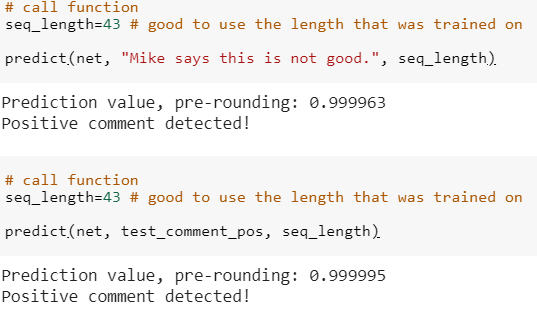 # call function
seq_length=43 # good to use the length that was trained on
predict(net, "Mike says this is not good.", seq_length)
Prediction value, pre-rounding: 0.999963
Positive comment detected!
# call function
seq_length=43 # good to use the length that was trained on
predict(net, test_comment_pos, seq_length)
Prediction value, pre-rounding: 0.999995
Positive comment detected!